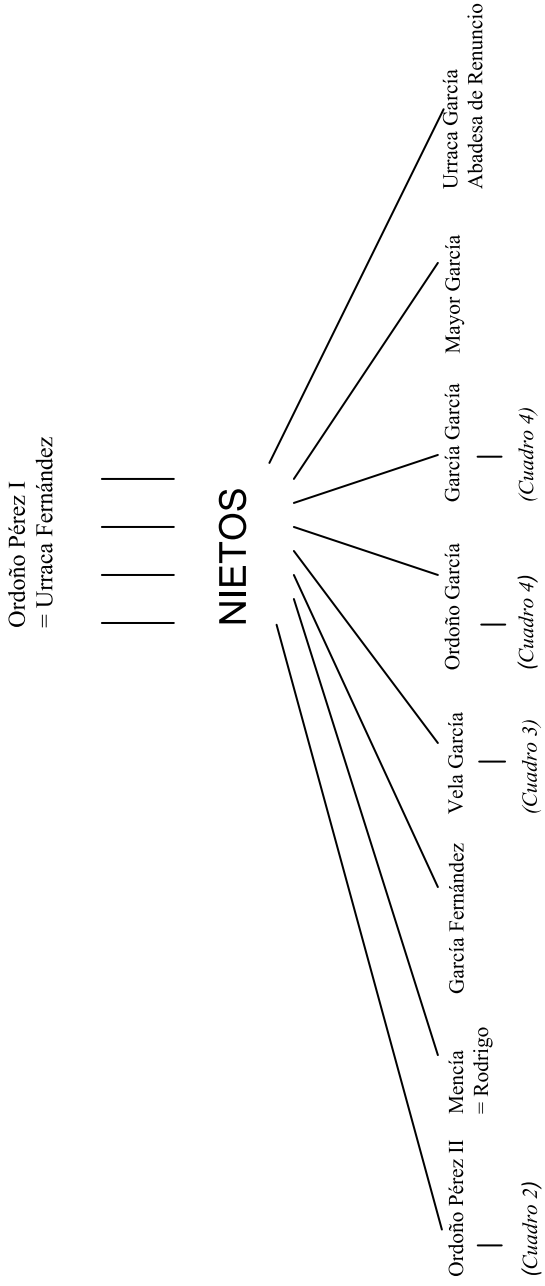 Ordoño Pérez I
= Urraca Fernández
NIETOS
Ordoño Pérez II
(Cuadro 2)
Mencía
= Rodrigo
García Fernández
Vela García
(Cuadro 3)
Ordoño García
(Cuadro 4)
García García
(Cuadro 4)
Mayor García
Urraca García
Abadesa de Renuncio